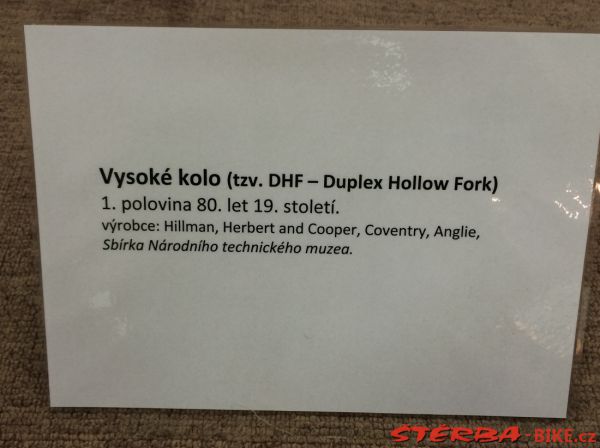 Vysoké kolo (tzv. DHF – Duplex Hollow Fork)
1. polovina 80. let 19. století.
výrobce: Hillman, Herbert and Cooper, Coventry, Anglie,
Sbírka Národního technického muzea.
STĚRBA-BIKE.cz